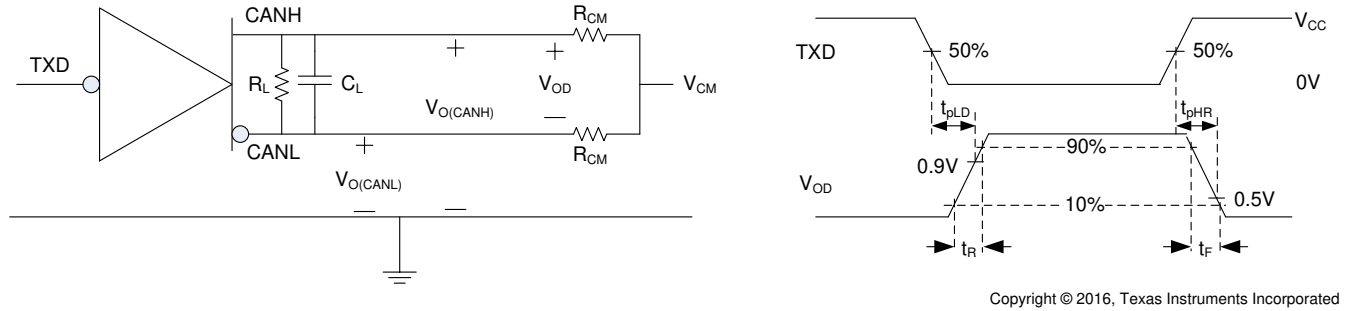 CANH
R_CM
TXD
R_L
C_L
V_OD
V_CM
V_O(CANH)
CANL
R_CM
V_O(CANL)
V_CC
TXD
50%
50%
0V
t_pLD
t_pHR
90%
0.9V
V_OD
0.5V
10%
t_R
t_F
Copyright © 2016, Texas Instruments Incorporated